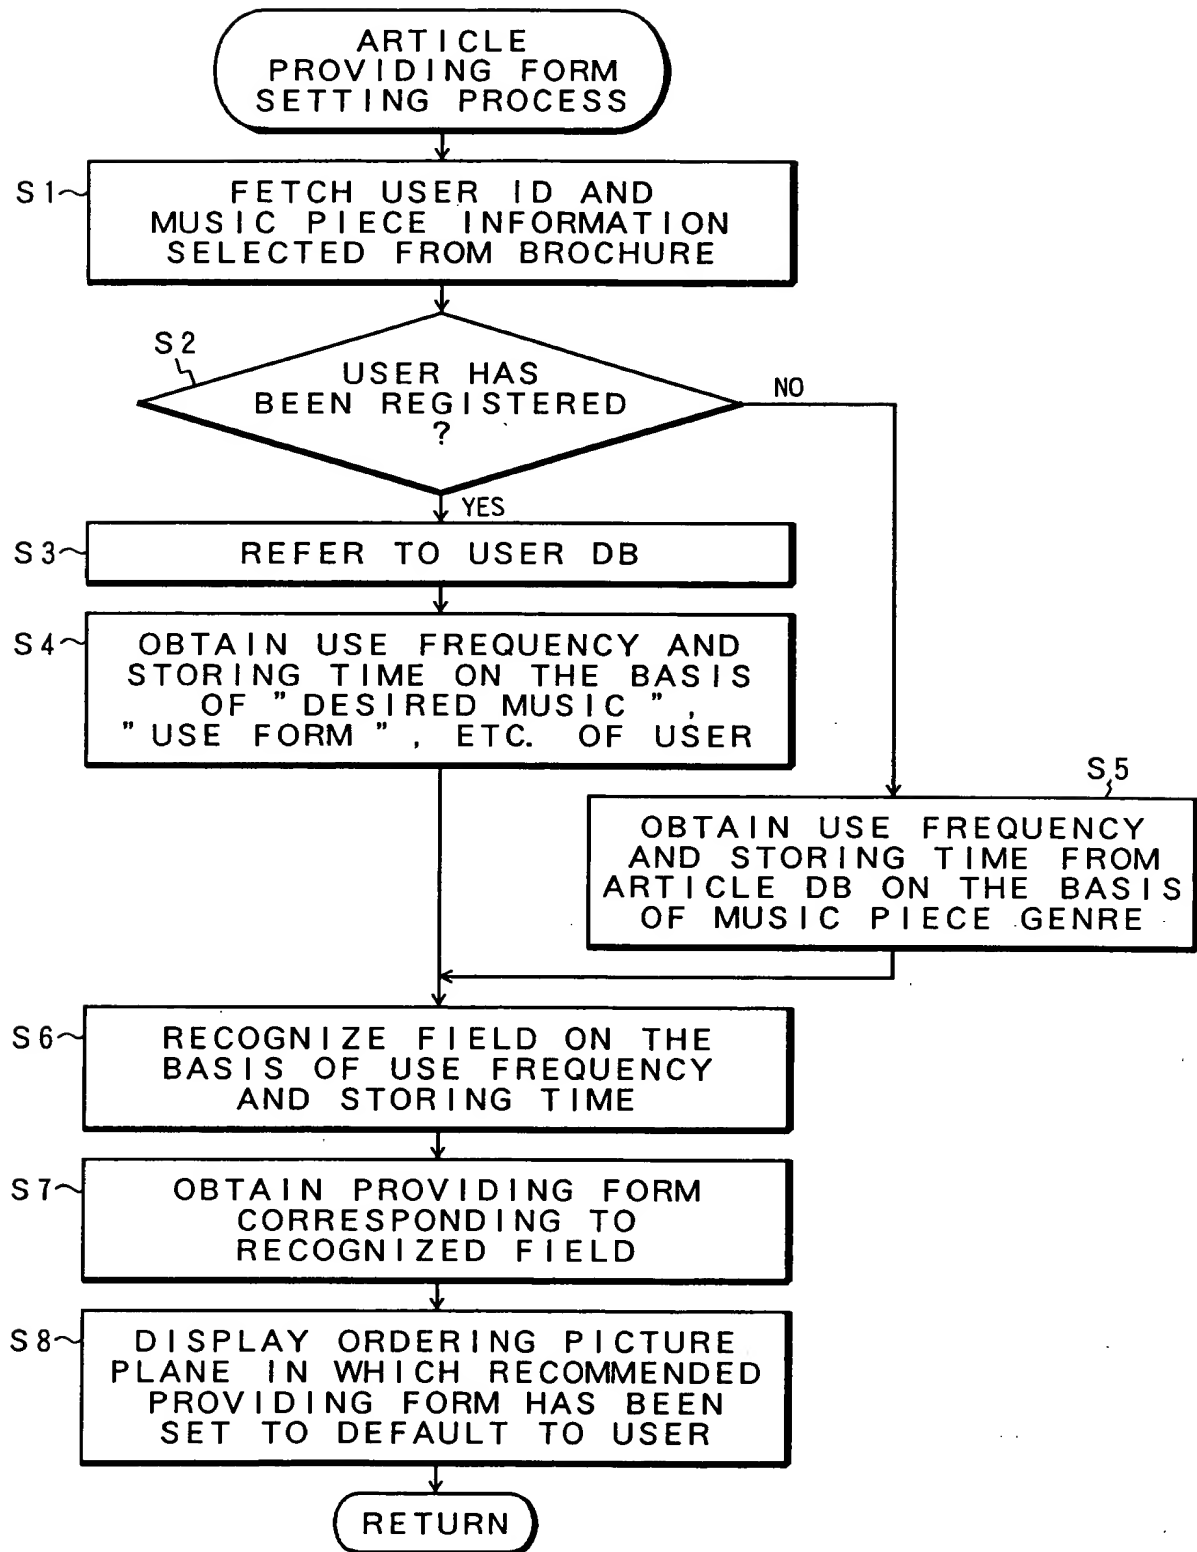 ARTICLE
PROVIDING FORM
SETTING PROCESS
S1
FETCH USER ID AND
MUSIC PIECE INFORMATION
SELECTED FROM BROCHURE
S2
USER HAS
BEEN REGISTERED
?
NO
YES
S3
REFER TO USER DB
S4
OBTAIN USE FREQUENCY AND
STORING TIME ON THE BASIS
OF "DESIRED MUSIC",
"USE FORM", ETC. OF USER
S5
OBTAIN USE FREQUENCY
AND STORING TIME FROM
ARTICLE DB ON THE BASIS
OF MUSIC PIECE GENRE
S6
RECOGNIZE FIELD ON THE
BASIS OF USE FREQUENCY
AND STORING TIME
S7
OBTAIN PROVIDING FORM
CORRESPONDING TO
RECOGNIZED FIELD
S8
DISPLAY ORDERING PICTURE
PLANE IN WHICH RECOMMENDED
PROVIDING FORM HAS BEEN
SET TO DEFAULT TO USER
RETURN